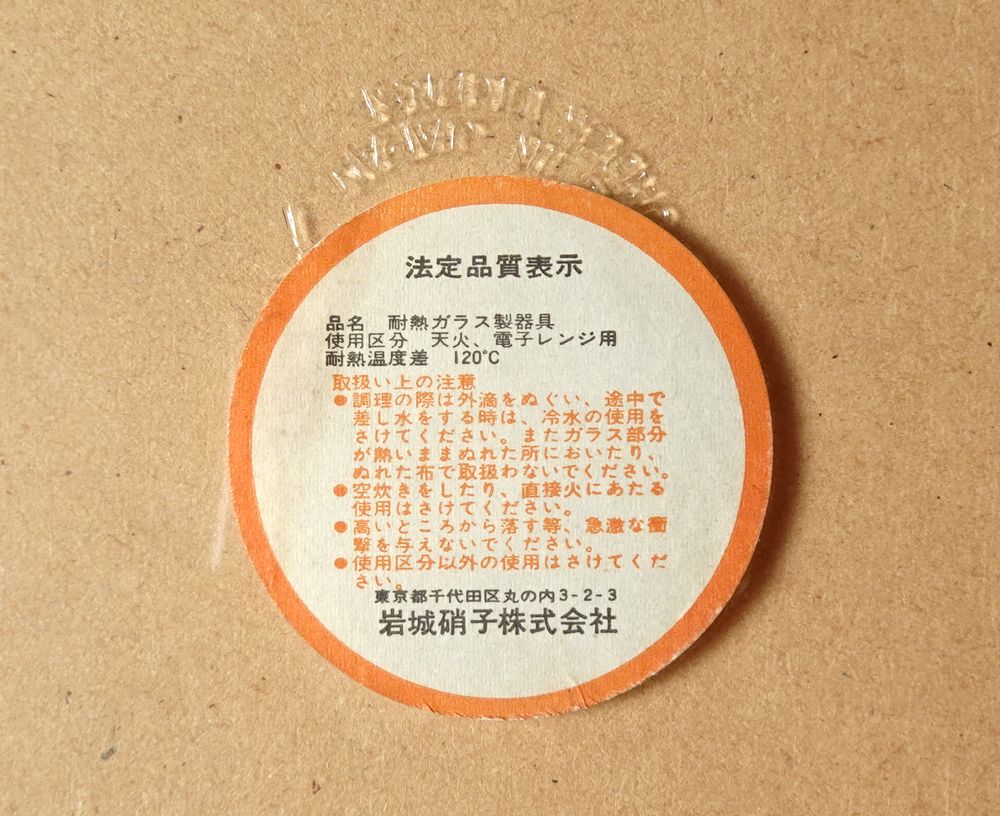 法定品質表示
品名 耐熱ガラス製器具
使用区分 天火、電子レンジ用
耐熱温度差 120℃
取扱い上の注意
●調理の際は外滴をぬぐい、途中で
差し水をする時は、冷水の使用を
さけてください。またガラス部分
が熱いままぬれた所においたり、
ぬれた布で取扱わないでください。
●空炊きをしたり、直接火にあたる
使用はさけてください。
●高いところから落す等、急激な衝
撃を与えないでください。
●使用区分以外の使用はさけてくだ
さい。
東京都千代田区丸の内3-2-3
岩城硝子株式会社